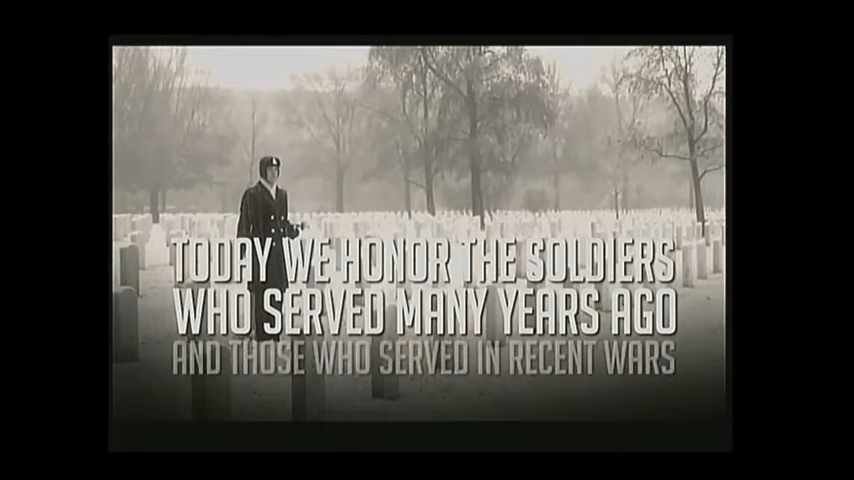 TODAY WE HONOR THE SOLDIERS
WHO SERVED MANY YEARS AGO
AND THOSE WHO SERVED IN RECENT WARS